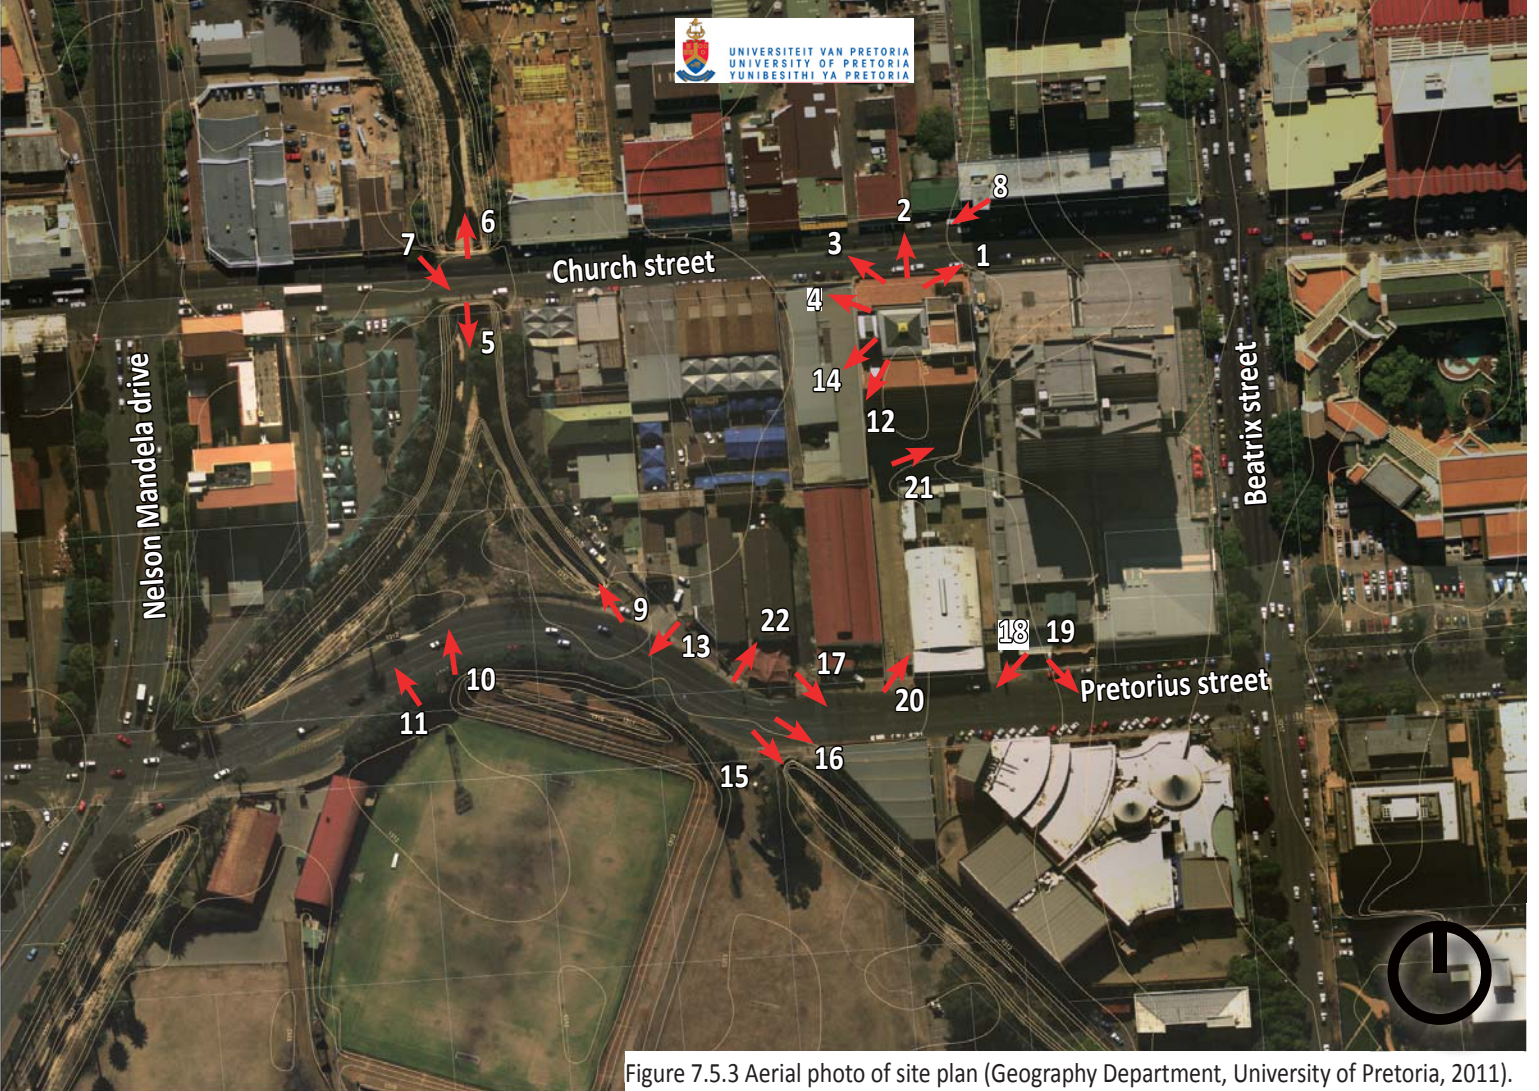 UNIVERSITEIT VAN PRETORIA
UNIVERSITY OF PRETORIA
YUNIBESITHI YA PRETORIA
8
2
6
7
3
1
Church street
4
5
14
Nelson Mandela drive
Beatrix street
12
21
9
22
18
19
13
17
10
Pretorius street
20
11
16
15
Figure 7.5.3 Aerial photo of site plan (Geography Department, University of Pretoria, 2011).